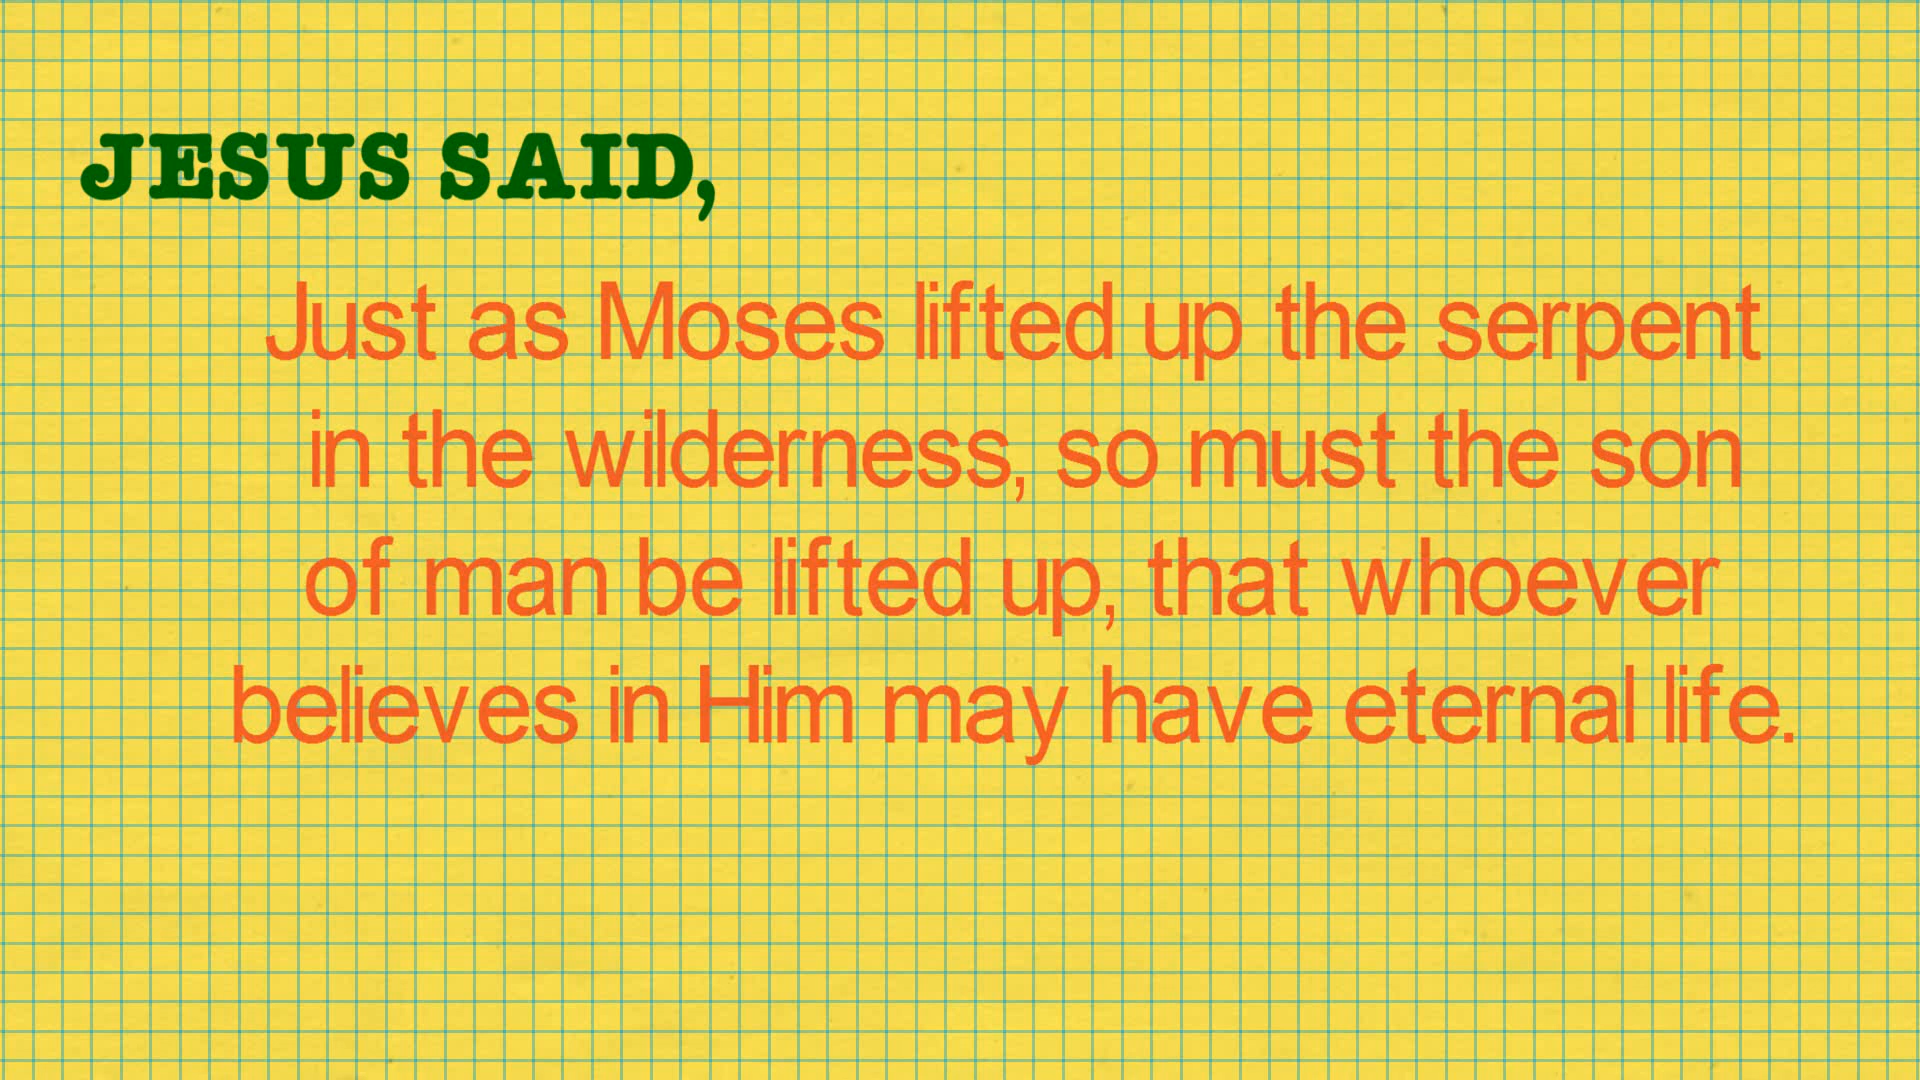 JESUS SAID,
Just as Moses lifted up the serpent
in the wilderness, so must the son
of man be lifted up, that whoever
believes in Him may have eternal life.